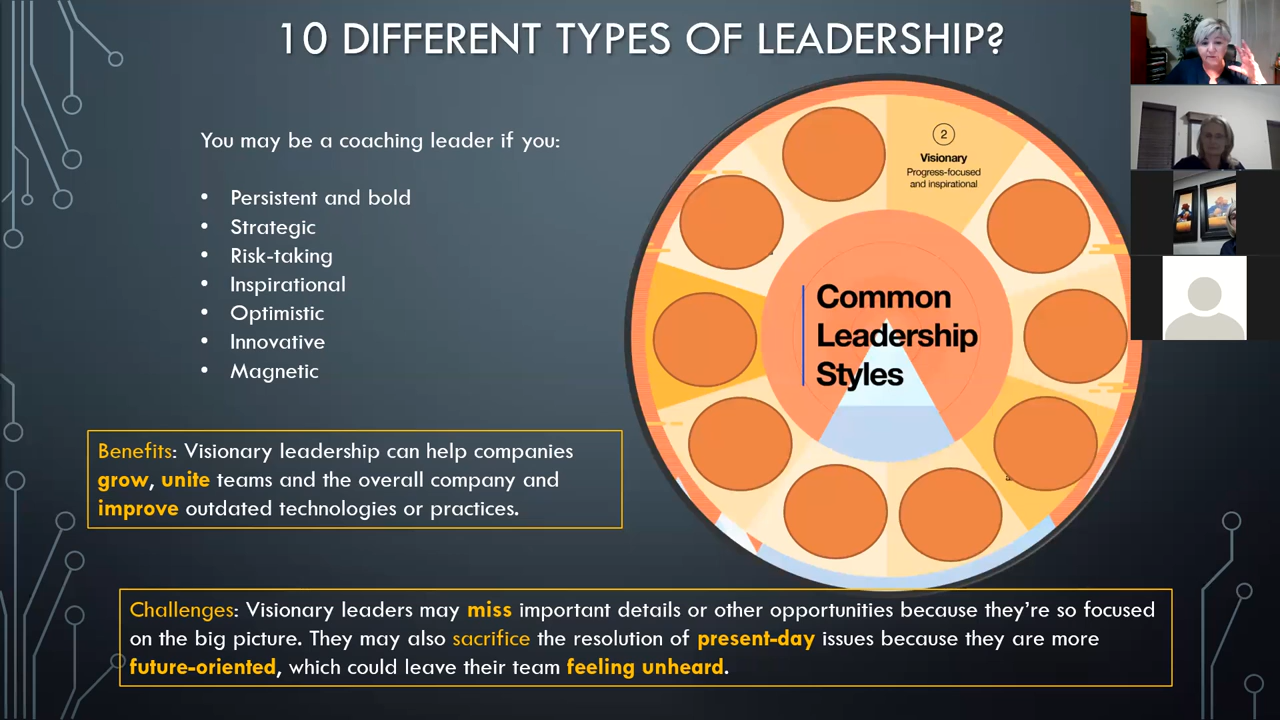 10 DIFFERENT TYPES OF LEADERSHIP?
You may be a coaching leader if you:
• Persistent and bold
• Strategic
• Risk-taking
• Inspirational
• Optimistic
• Innovative
• Magnetic
Benefits: Visionary leadership can help companies
grow, unite teams and the overall company and
improve outdated technologies or practices.
2
Visionary
Progress-focused
and inspirational
Common
Leadership
Styles
Challenges: Visionary leaders may miss important details or other opportunities because they're so focused
on the big picture. They may also sacrifice the resolution of present-day issues because they are more
future-oriented, which could leave their team feeling unheard.